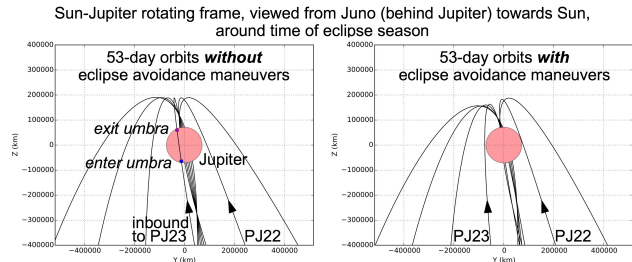 Sun-Jupiter rotating frame, viewed from Juno (behind Jupiter) towards Sun,
around time of eclipse season
400000
300000
200000
100000
0
−100000
−200000
−300000
−400000
Z (km)
53-day orbits without
eclipse avoidance maneuvers
exit umbra
enter umbra
Jupiter
inbound
to PJ23
PJ22
−400000 −200000 0 200000 400000
Y (km)
400000
300000
200000
100000
0
−100000
−200000
−300000
−400000
Z (km)
53-day orbits with
eclipse avoidance maneuvers
PJ23
PJ22
−400000 −200000 0 200000 400000
Y (km)